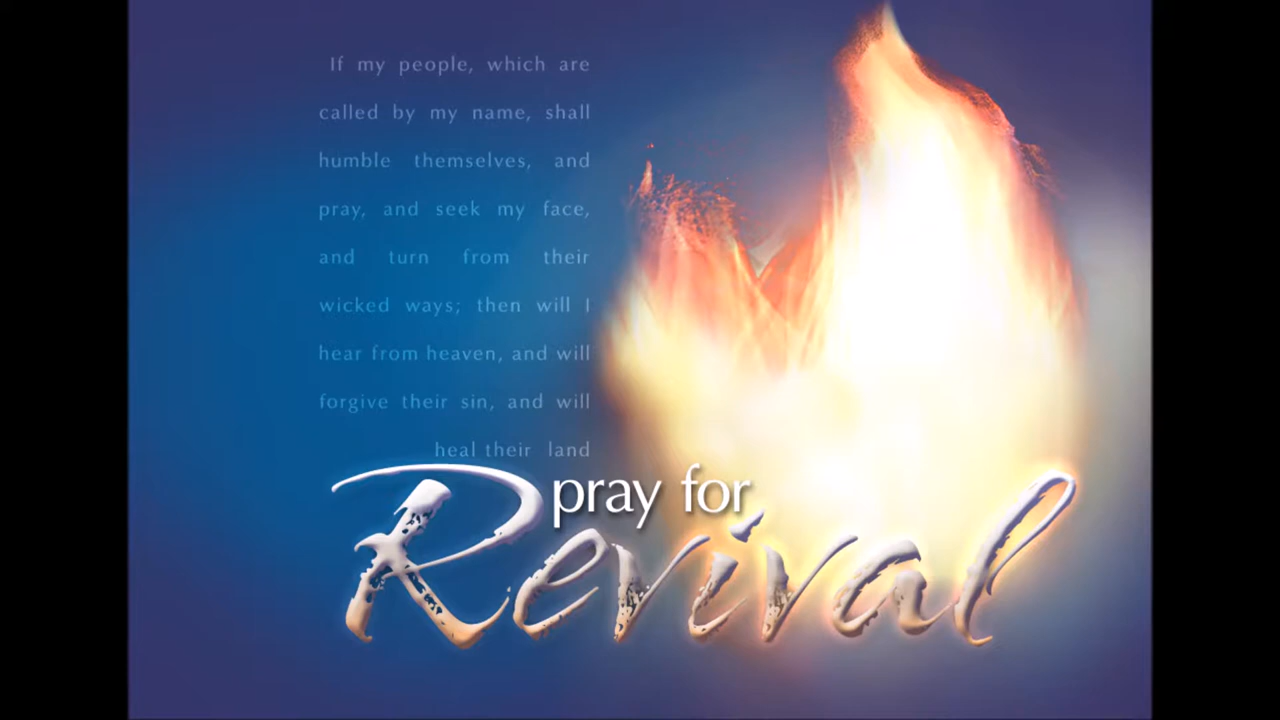 If my people, which are
called by my name, shall
humble themselves, and
pray, and seek my face,
and turn from their
wicked ways; then will I
hear from heaven, and will
forgive their sin, and will
heal their land
pray for
Revival